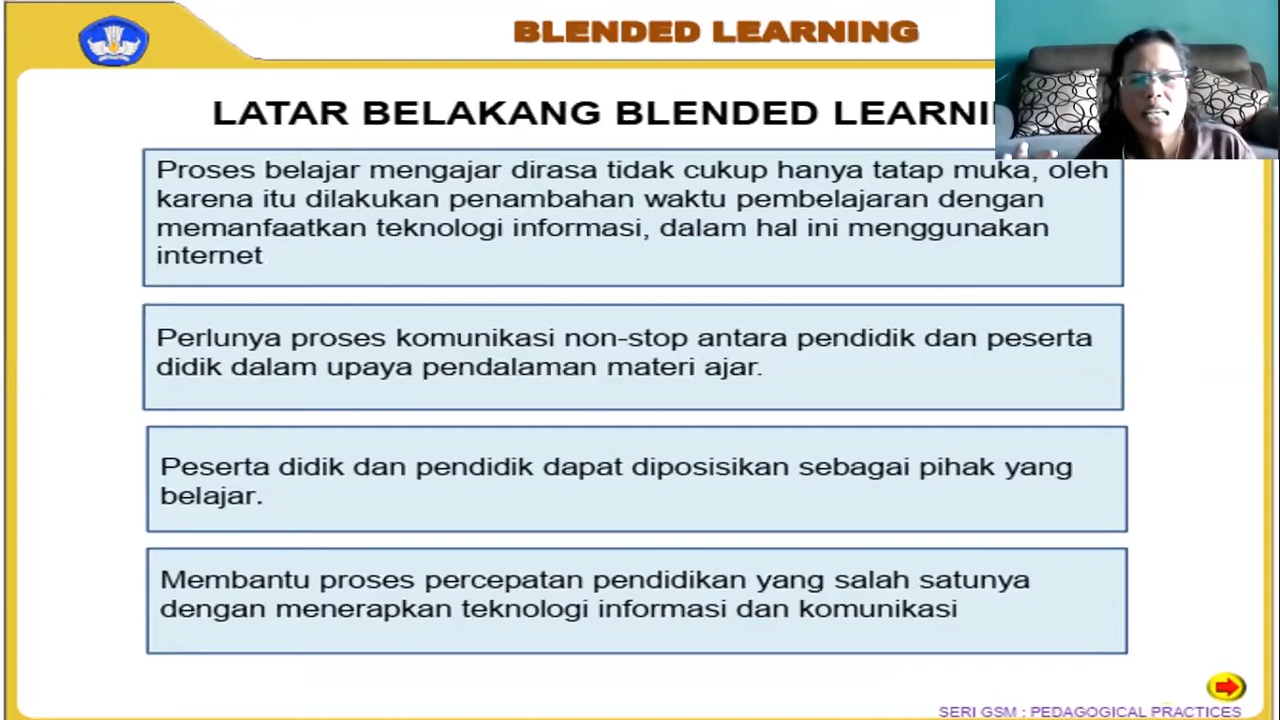 BLENDED LEARNING
LATAR BELAKANG BLENDED
Proses belajar mengajar dirasa tidak cukup hanya tatap muka, oleh
karena itu dilakukan penambahan waktu pembelajaran dengan
memanfaatkan teknologi informasi, dalam hal ini menggunakan
internet
Perlunya proses komunikasi non-stop antara pendidik dan peserta
didik dalam upaya pendalaman materi ajar.
Peserta didik dan pendidik dapat diposisikan sebagai pihak yang
belajar.
Membantu proses percepatan pendidikan yang salah satunya
dengan menerapkan teknologi informasi dan komunikasi
SERI GSM : PEDAGOGICAL PRACTICES